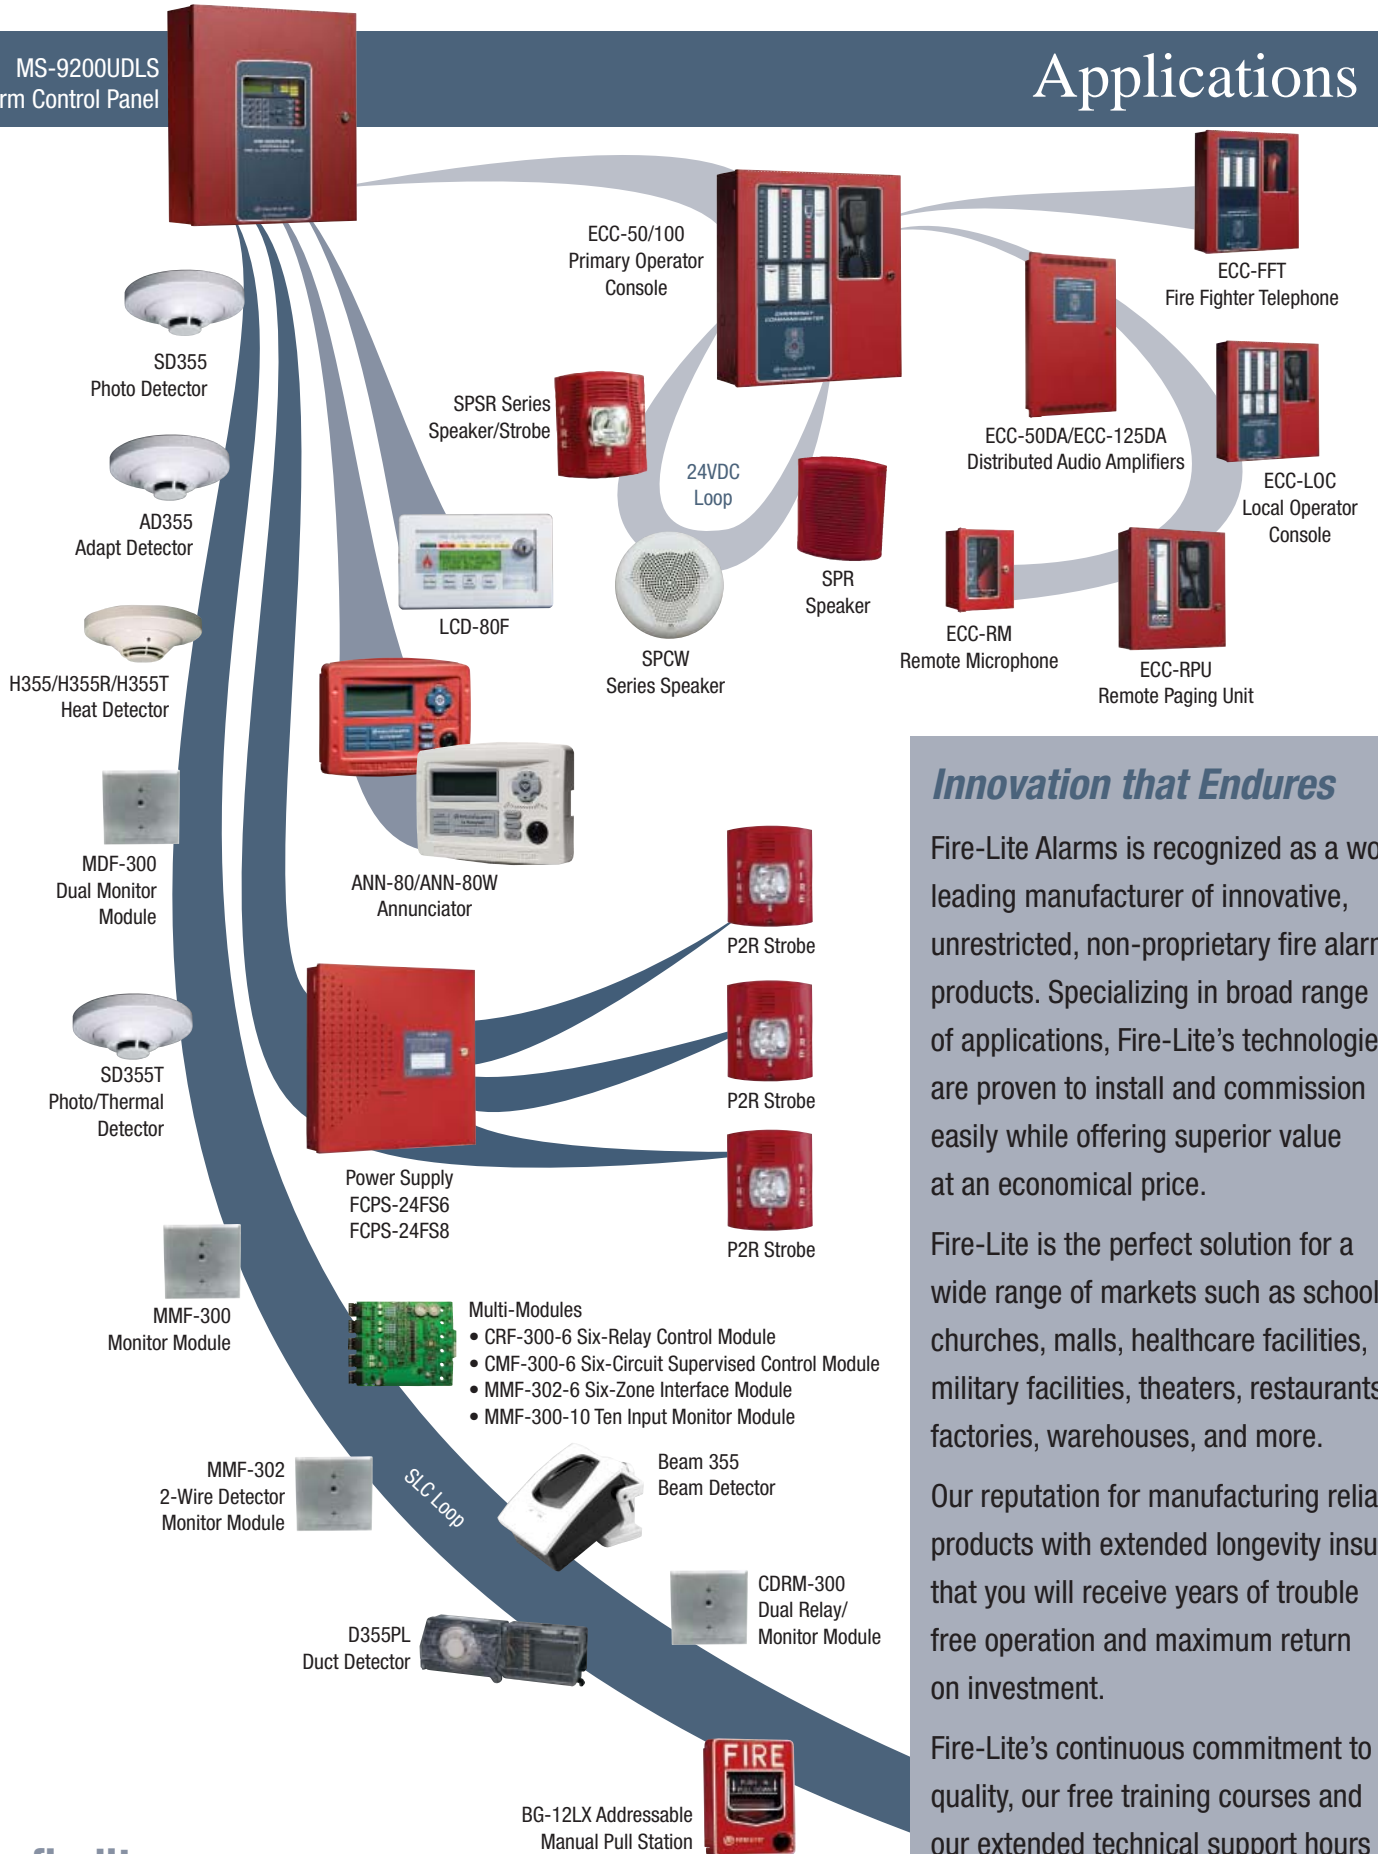 MS-9200UDLS
Control Panel
Applications
ECC-50/100
Primary Operator
Console
ECC-FFT
Fire Fighter Telephone
SD355
Photo Detector
SPSR Series
Speaker/Strobe
24VDC
Loop
ECC-50DA/ECC-125DA
Distributed Audio Amplifiers
ECC-LOC
Local Operator
Console
AD355
Adapt Detector
LCD-80F
SPR
Speaker
SPCW
Series Speaker
ECC-RM
Remote Microphone
ECC-RPU
Remote Paging Unit
H355/H355R/H355T
Heat Detector
MDF-300
Dual Monitor
Module
ANN-80/ANN-80W
Annunciator
P2R Strobe
P2R Strobe
P2R Strobe
SD355T
Photo/Thermal
Detector
Power Supply
FCPS-24FS6
FCPS-24FS8
MMF-300
Monitor Module
Multi-Modules
• CRF-300-6 Six-Relay Control Module
• CMF-300-6 Six-Circuit Supervised Control Module
• MMF-302-6 Six-Zone Interface Module
• MMF-300-10 Ten Input Monitor Module
MMF-302
2-Wire Detector
Monitor Module
SLC Loop
Beam 355
Beam Detector
CDRM-300
Dual Relay/
Monitor Module
D355PL
Duct Detector
FIRE
BG-12LX Addressable
Manual Pull Station
Innovation that Endures
Fire-Lite Alarms is recognized as a wo
leading manufacturer of innovative,
unrestricted, non-proprietary fire alarm
products. Specializing in broad range
of applications, Fire-Lite's technologie
are proven to install and commission
easily while offering superior value
at an economical price.
Fire-Lite is the perfect solution for a
wide range of markets such as school
churches, malls, healthcare facilities,
military facilities, theaters, restaurants
factories, warehouses, and more.
Our reputation for manufacturing relia
products with extended longevity insu
that you will receive years of trouble
free operation and maximum return
on investment.
Fire-Lite's continuous commitment to
quality, our free training courses and
our extended technical support hours